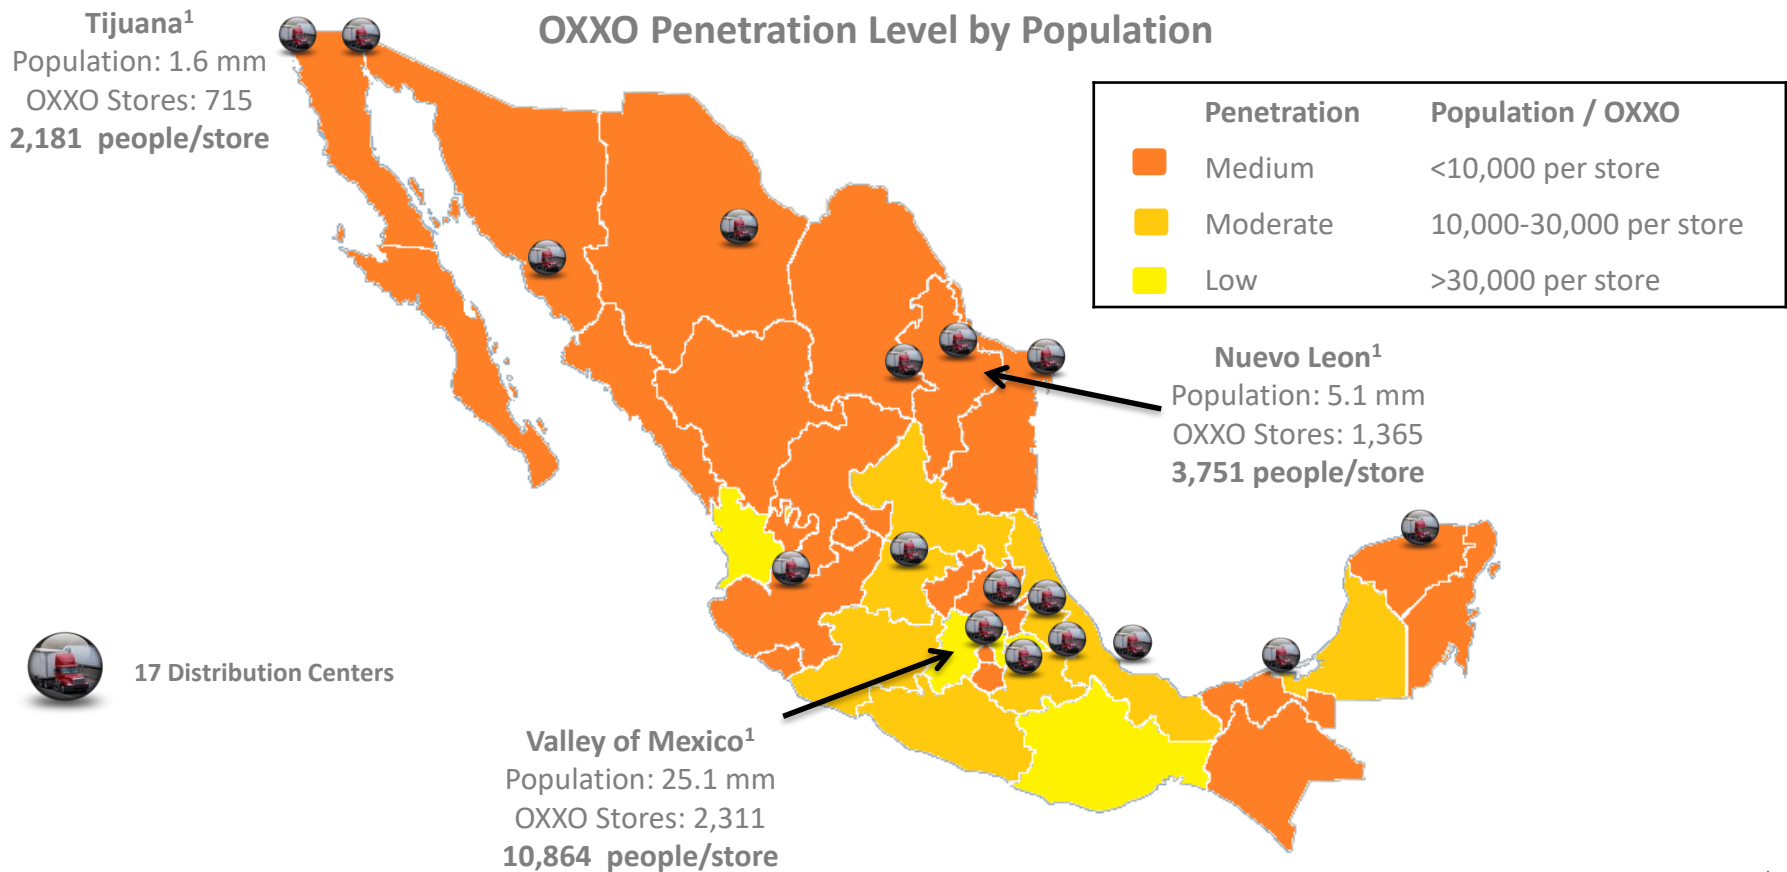 OXXO Penetration Level by Population
Tijuana¹
Population: 1.6 mm
OXXO Stores: 715
2,181 people/store
Penetration Population / OXXO
Medium <10,000 per store
Moderate 10,000-30,000 per store
Low >30,000 per store
Nuevo Leon¹
Population: 5.1 mm
OXXO Stores: 1,365
3,751 people/store
17 Distribution Centers
Valley of Mexico¹
Population: 25.1 mm
OXXO Stores: 2,311
10,864 people/store